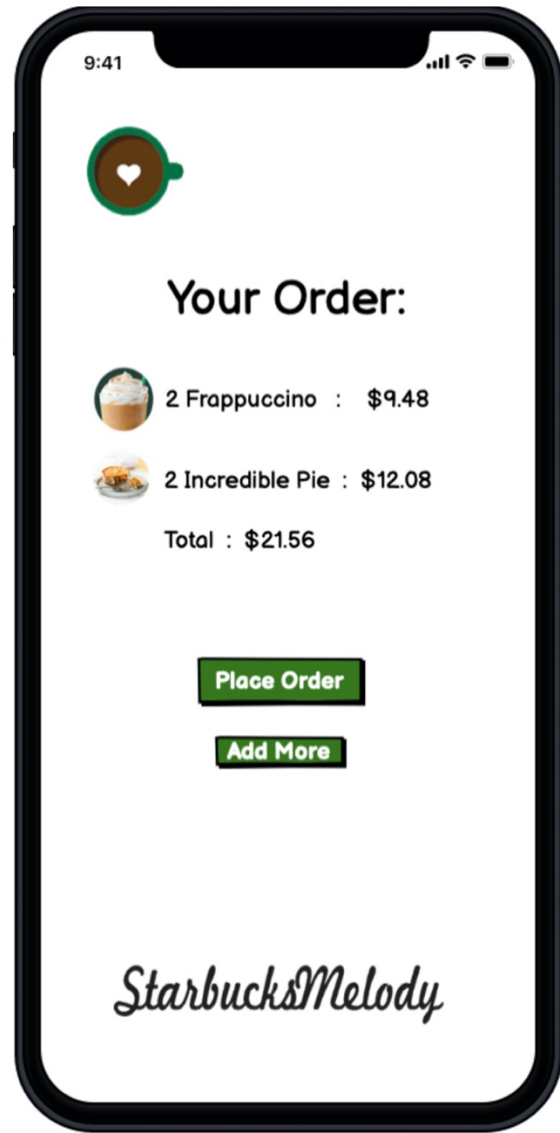 9:41
Your Order:
2 Frappuccino : $9.48
2 Incredible Pie : $12.08
Total : $21.56
Place Order
Add More
StarbucksMelody